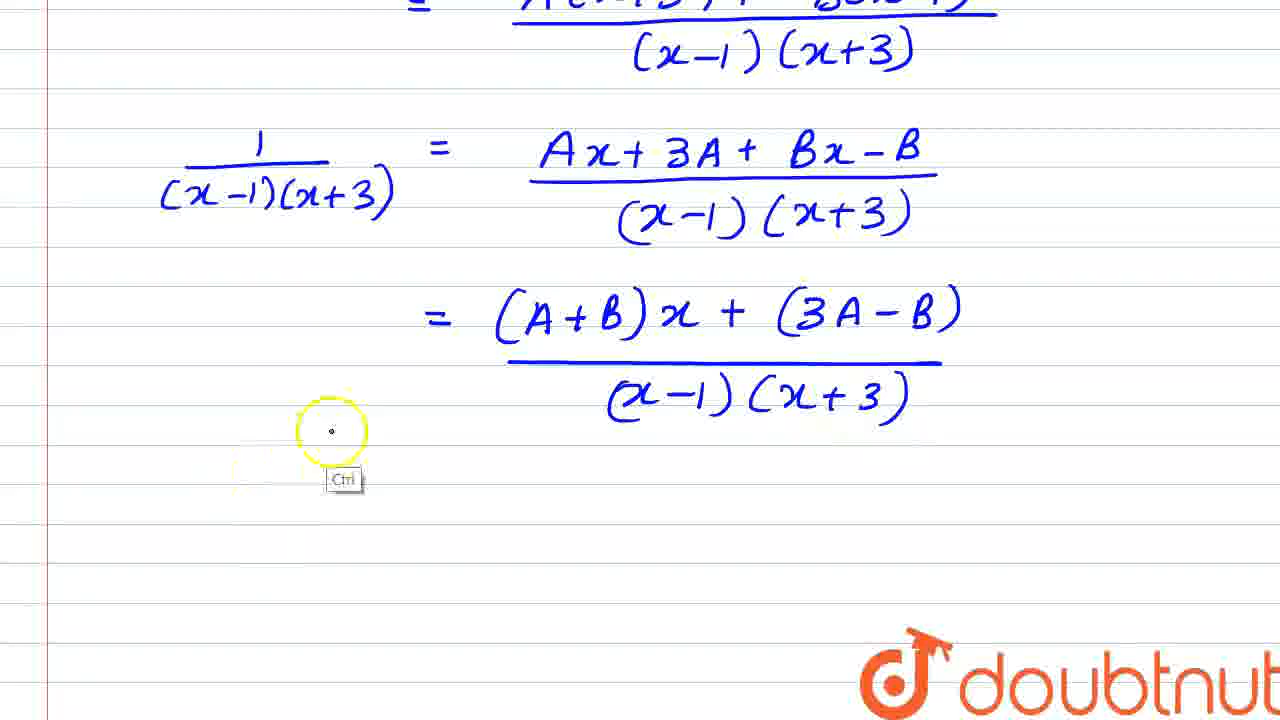 =
(x-1) (x+3)
1 = Ax + 3A + Bx - B
(x-1)(x+3) (x-1) (x+3)
= (A+B)x + (3A-B)
(x-1) (x+3)
Ctrl
doubtnut